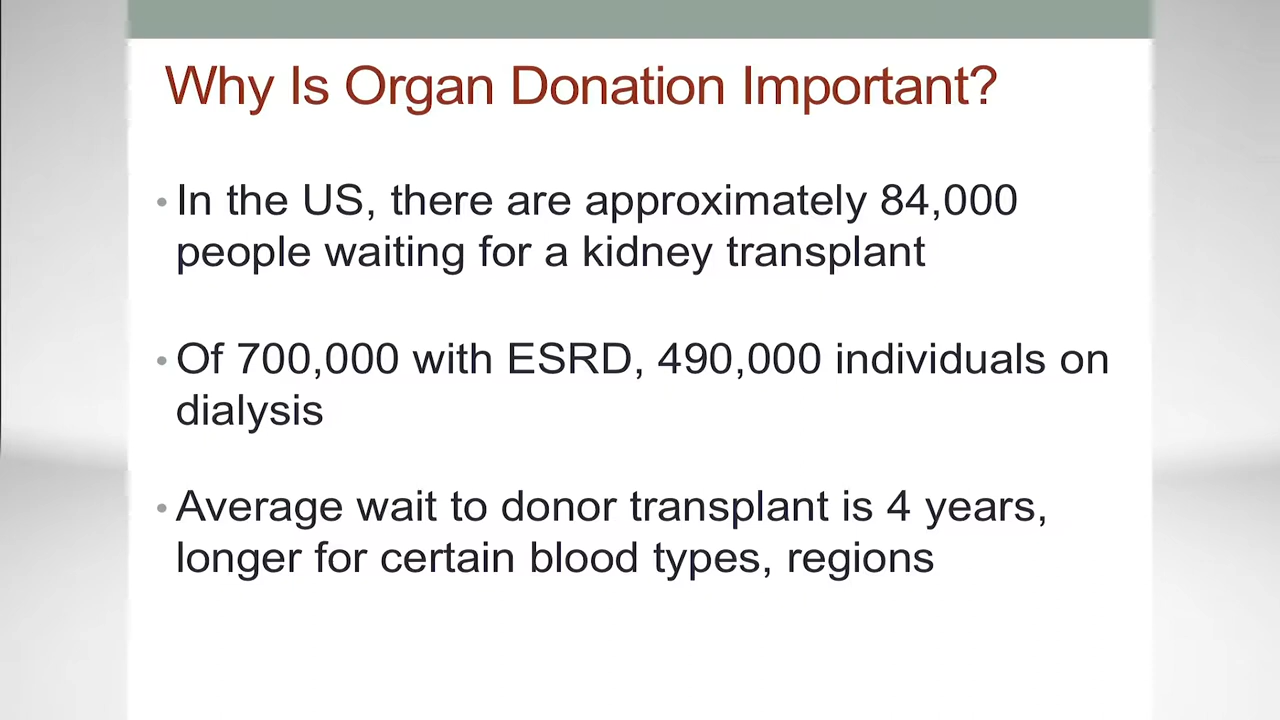 Why Is Organ Donation Important?
• In the US, there are approximately 84,000
people waiting for a kidney transplant
• Of 700,000 with ESRD, 490,000 individuals on
dialysis
• Average wait to donor transplant is 4 years,
longer for certain blood types, regions